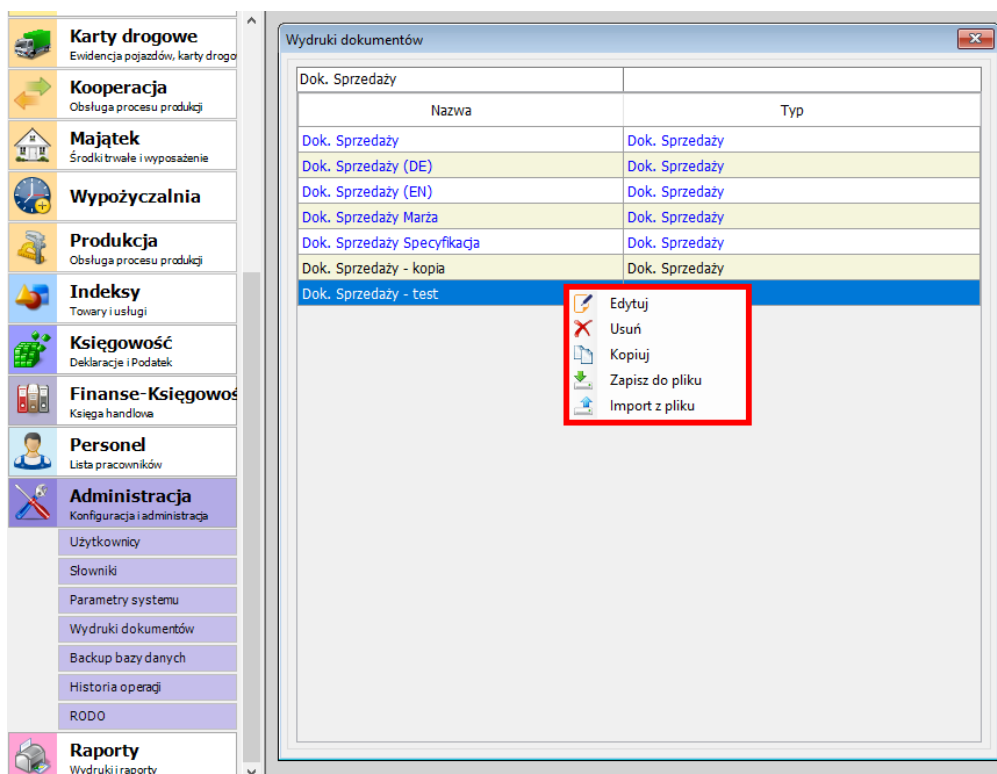 Karty drogowe
Ewidencja pojazdów, karty drogo
Kooperacja
Obsługa procesu produkcji
Majątek
Środki trwałe i wyposażenie
Wypożyczalnia
Produkcja
Obsługa procesu produkcji
Indeksy
Towary i usługi
Księgowość
Deklaracje i Podatek
Finanse-Księgowoś
Księga handlowa
Personel
Lista pracowników
Administracja
Konfiguracja i administracja
Użytkownicy
Słowniki
Parametry systemu
Wydruki dokumentów
Backup bazy danych
Historia operacji
RODO
Raporty
Wydruki i raporty
Wydruki dokumentów
Dok. Sprzedaży
Nazwa Typ
Dok. Sprzedaży Dok. Sprzedaży
Dok. Sprzedaży (DE) Dok. Sprzedaży
Dok. Sprzedaży (EN) Dok. Sprzedaży
Dok. Sprzedaży Marża Dok. Sprzedaży
Dok. Sprzedaży Specyfikacja Dok. Sprzedaży
Dok. Sprzedaży - kopia Dok. Sprzedaży
Dok. Sprzedaży - test
Edytuj
Usuń
Kopiuj
Zapisz do pliku
Import z pliku